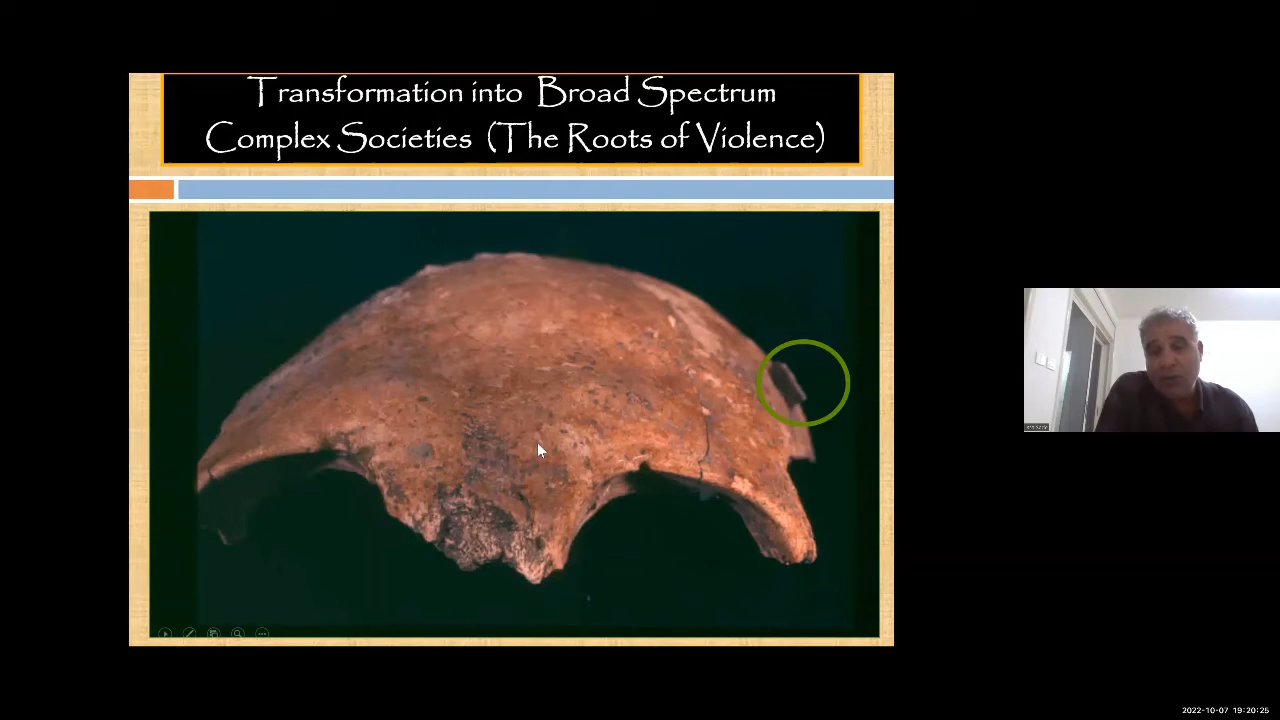 Transformation into Broad Spectrum
Complex Societies (The Roots of Violence)
2022-10-07 19:20:25